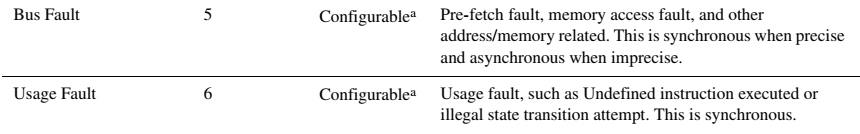 Bus Fault 5 Configurableᵃ Pre-fetch fault, memory access fault, and other
address/memory related. This is synchronous when precise
and asynchronous when imprecise.
Usage Fault 6 Configurableᵃ Usage fault, such as Undefined instruction executed or
illegal state transition attempt. This is synchronous.